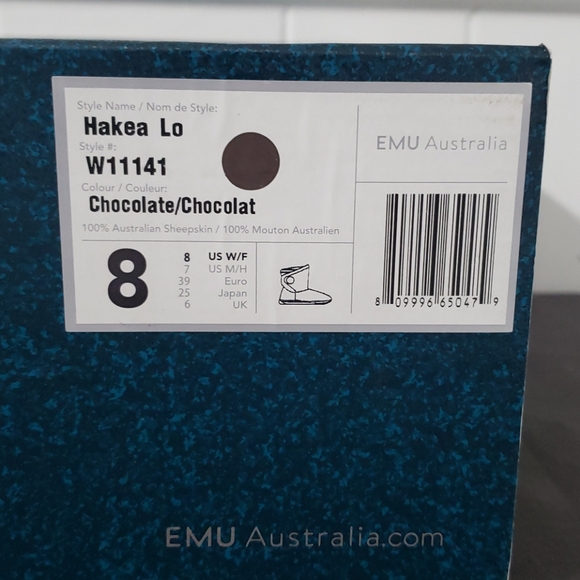 Style Name / Nom de Style:
Hakea Lo
Style #:
W11141
Colour / Couleur:
Chocolate/Chocolat
100% Australian Sheepskin / 100% Mouton Australien
8
8 US W/F
7 US M/H
39 Euro
25 Japan
6 UK
EMU Australia
8 09996 65047 9
EMU Australia.com